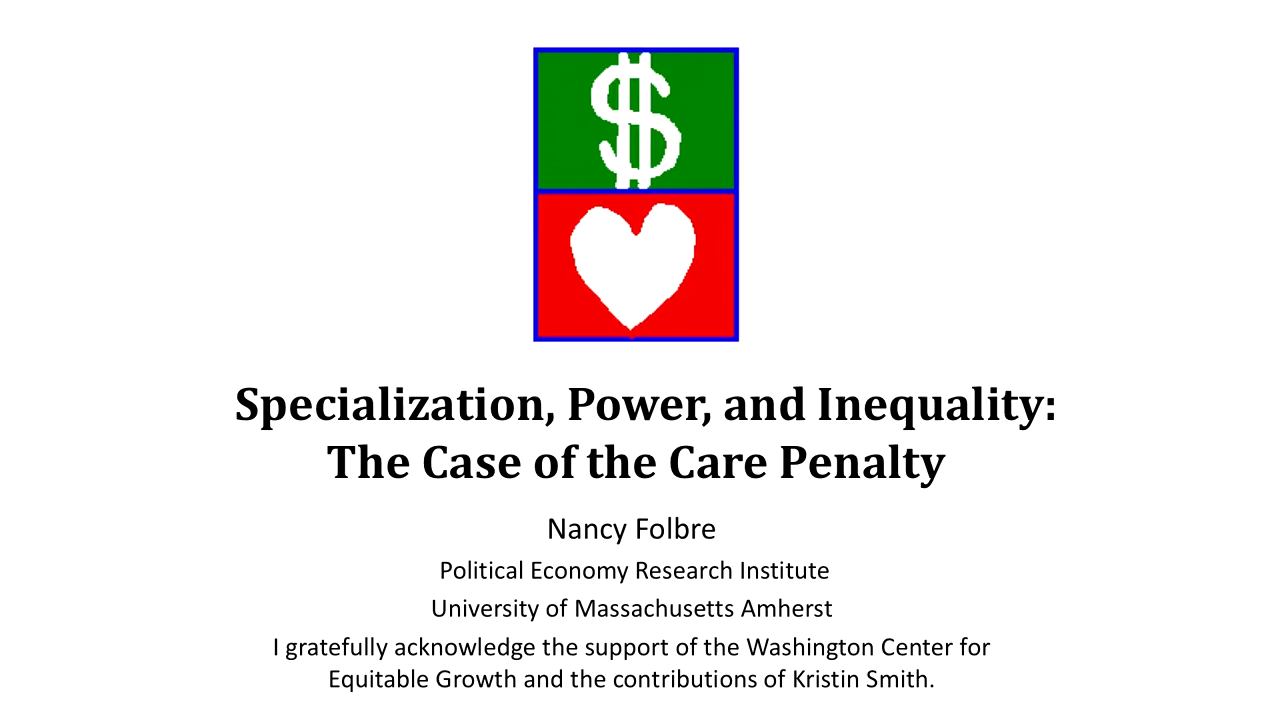 $
Specialization, Power, and Inequality:
The Case of the Care Penalty
Nancy Folbre
Political Economy Research Institute
University of Massachusetts Amherst
I gratefully acknowledge the support of the Washington Center for
Equitable Growth and the contributions of Kristin Smith.